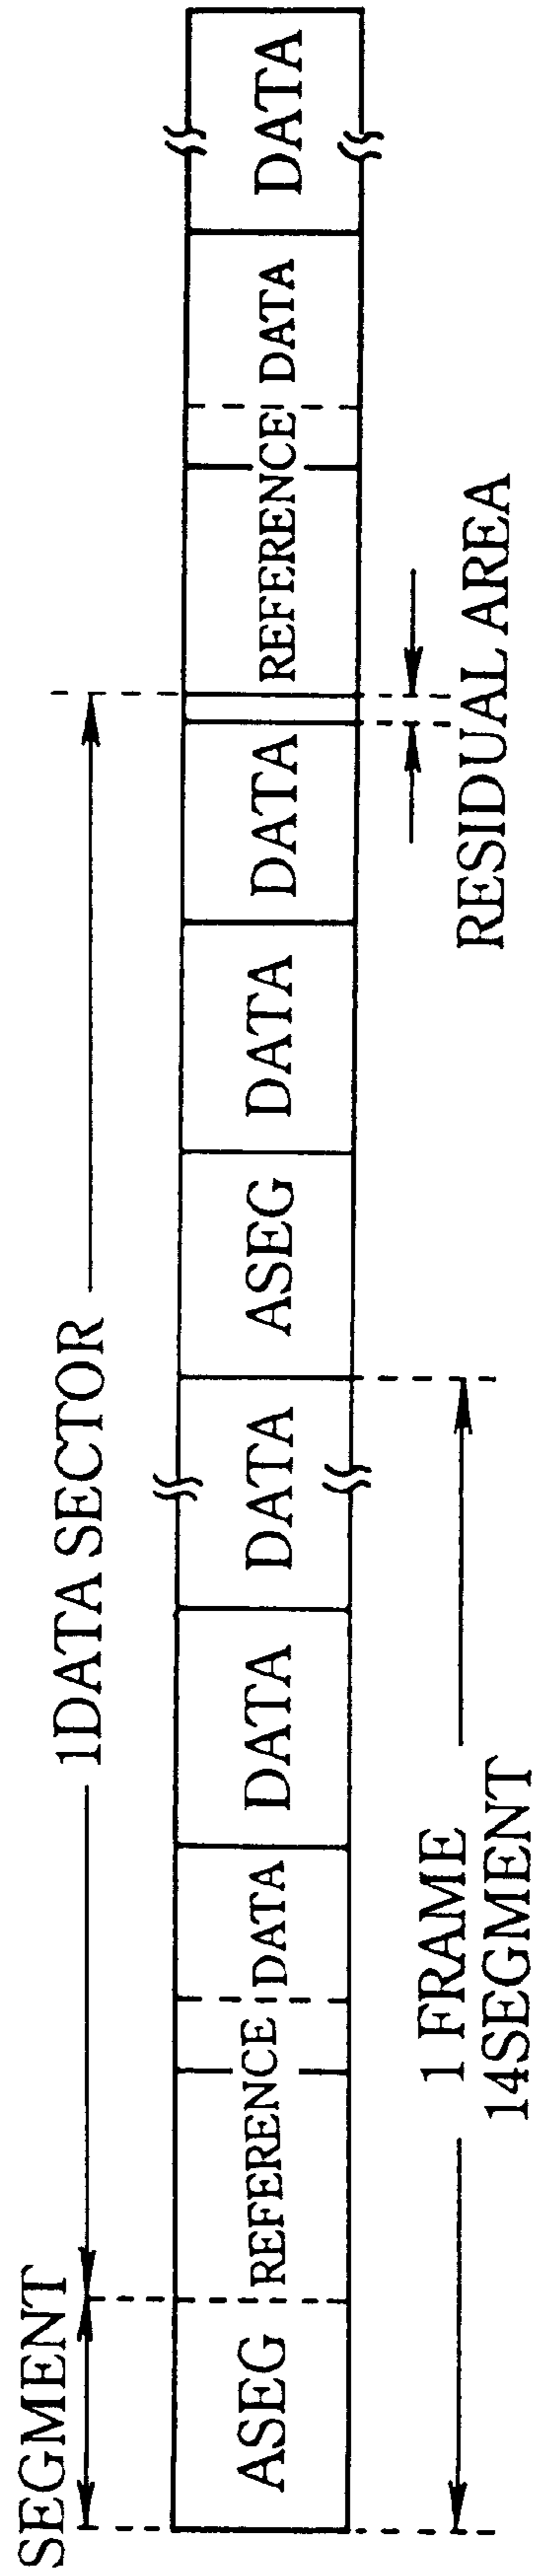 SEGMENT
1DATA SECTOR
ASEG
REFERENCE
DATA
DATA
DATA
ASEG
DATA
DATA
REFERENCE
DATA
DATA
1 FRAME
14SEGMENT
RESIDUAL AREA